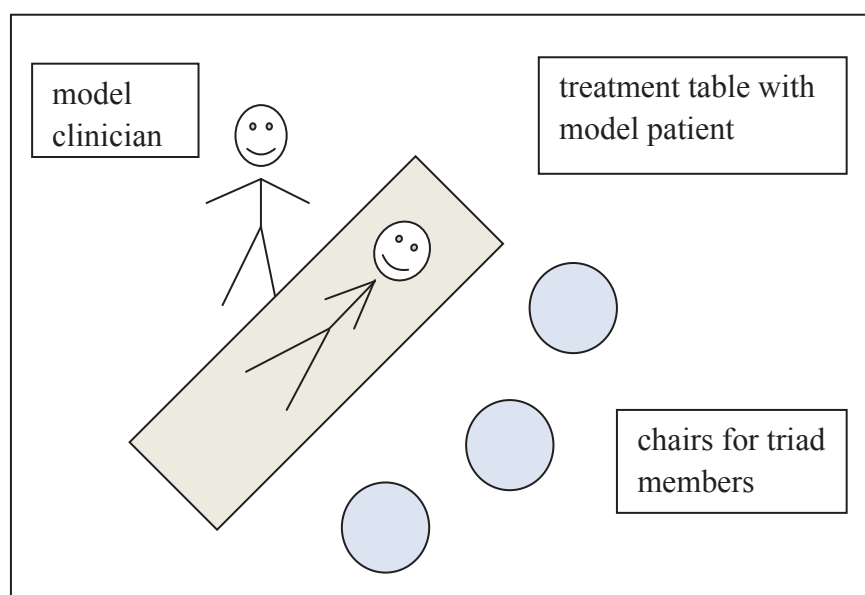 model
clinician
treatment table with
model patient
chairs for triad
members